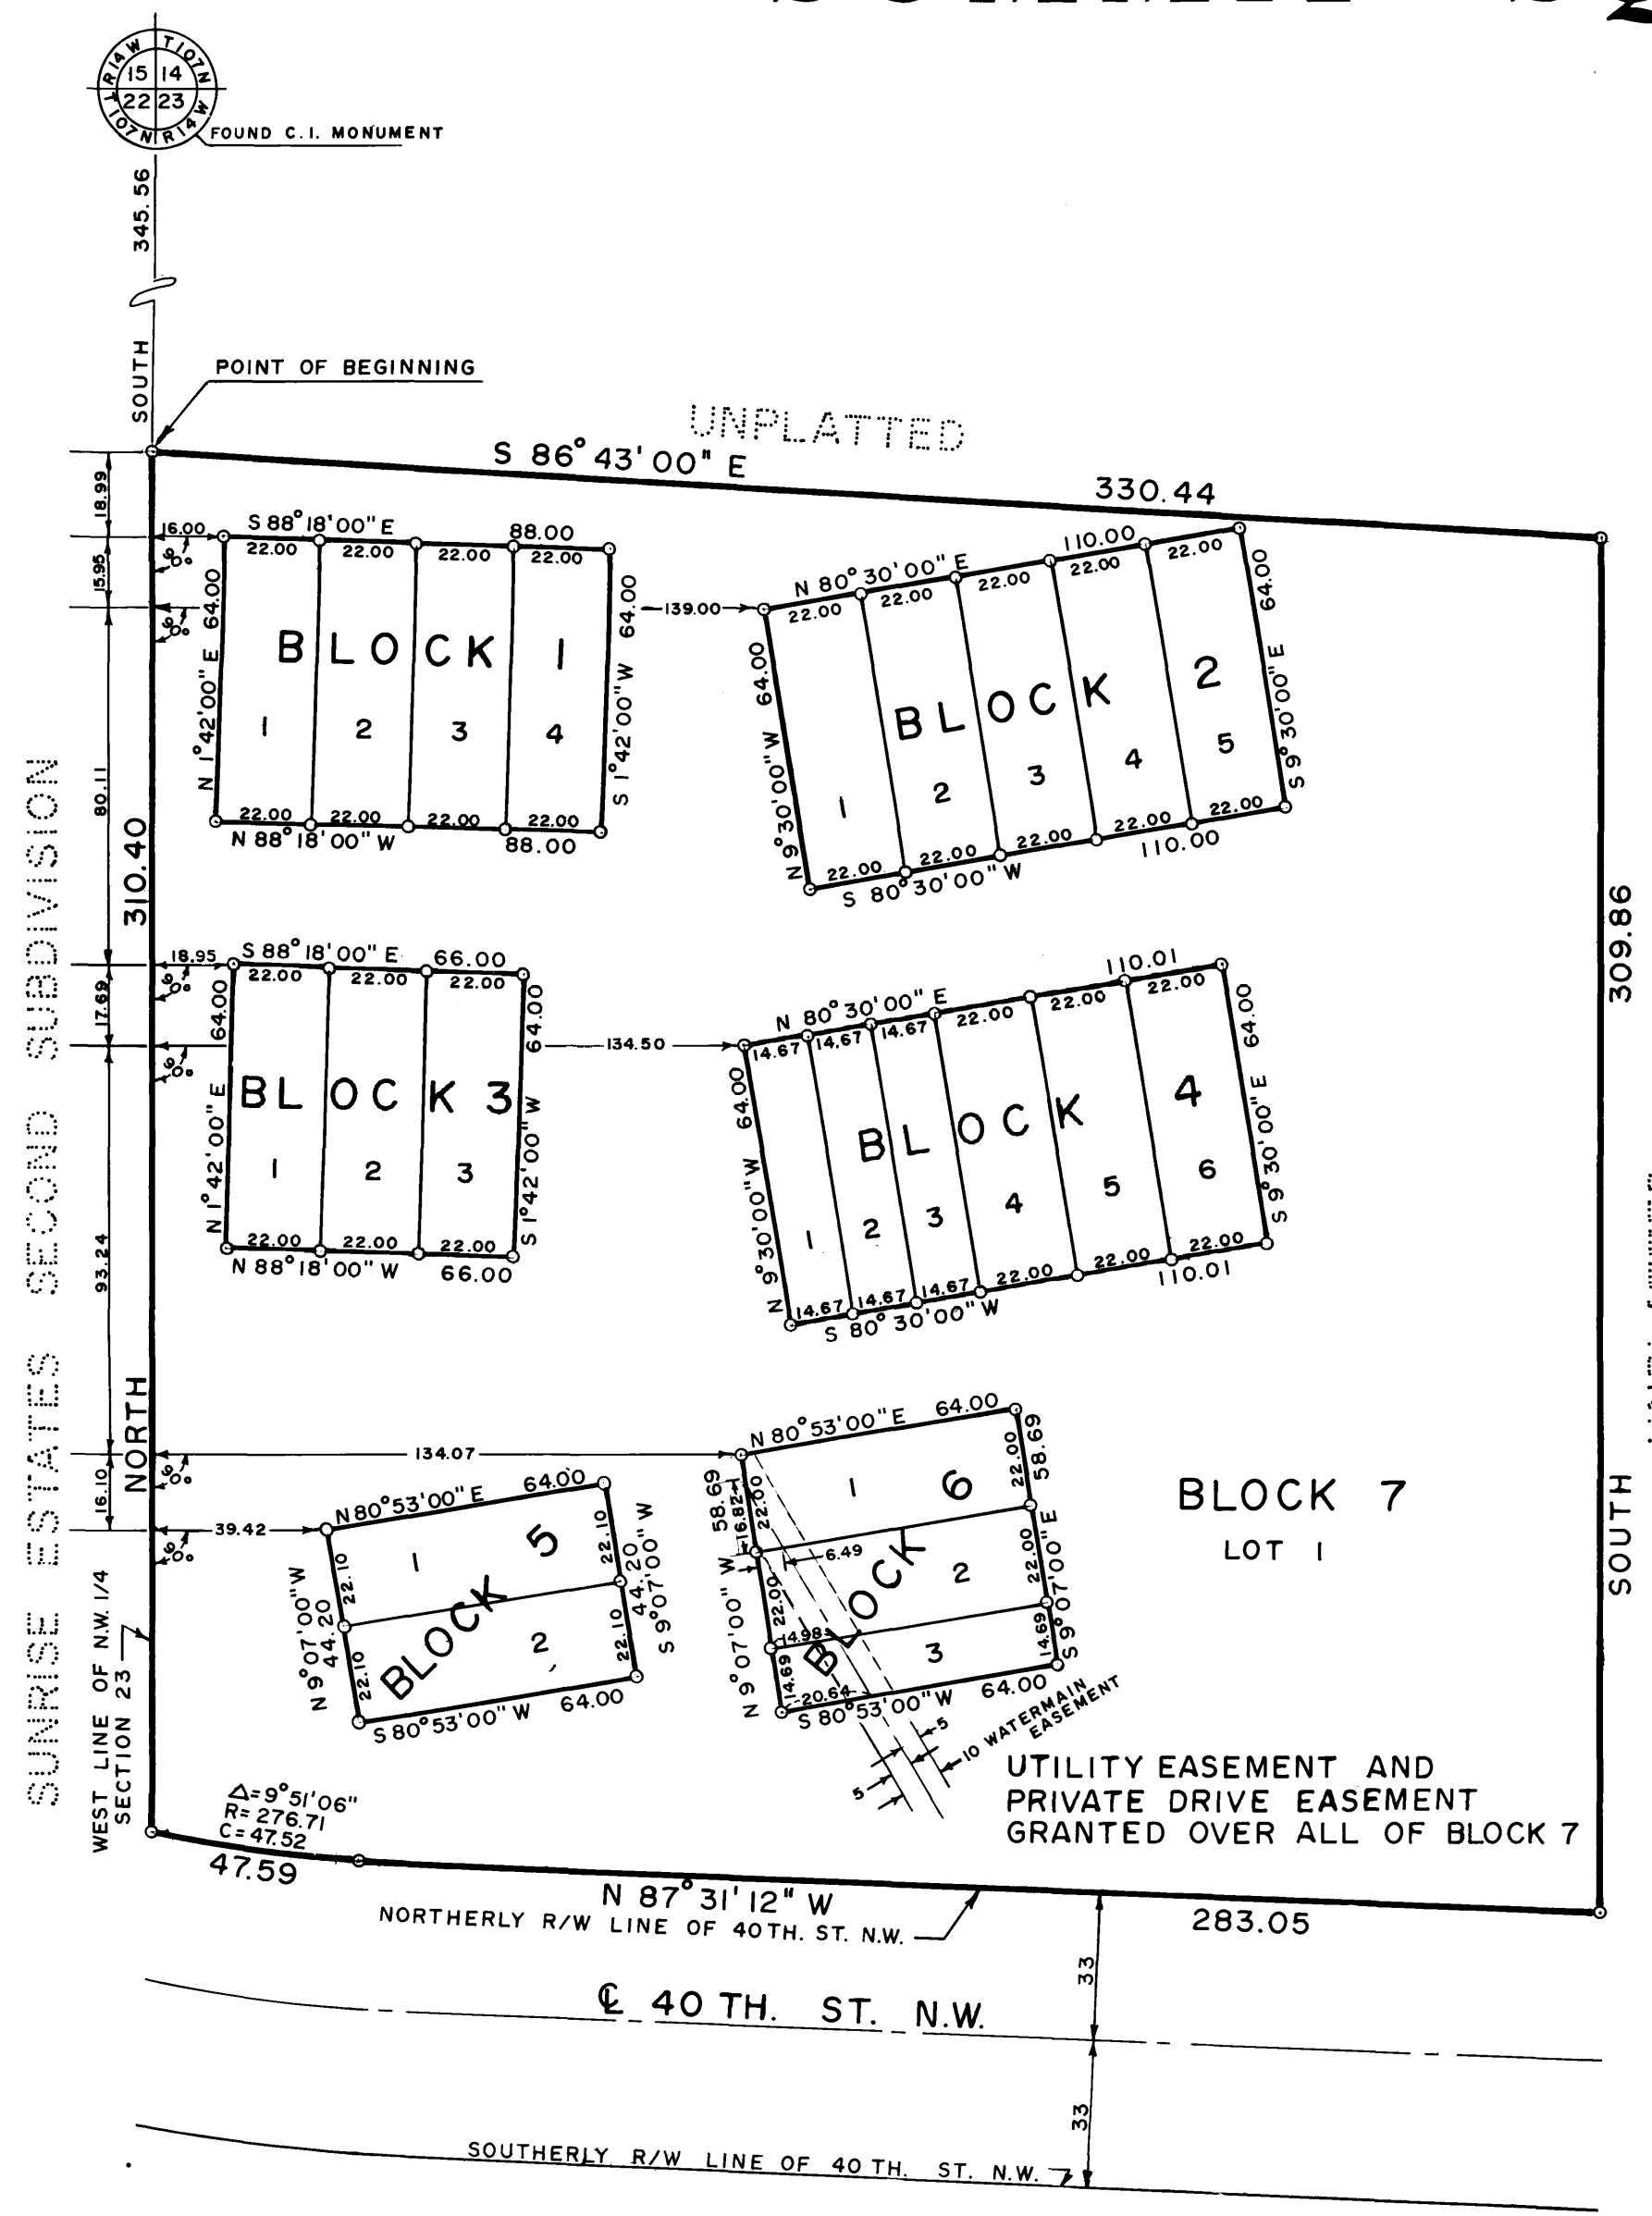 R14W T107N
15 14
22 23
T107N R14W
FOUND C.I. MONUMENT
345.56
SOUTH
POINT OF BEGINNING
UNPLATTED
S 86°43'00" E
330.44
18.99
15.95
80.11
17.69
93.24
16.10
310.40
NORTH
SUNRISE ESTATES SECOND SUBDIVISION
WEST LINE OF N.W. 1/4
SECTION 23
16.00
90°
90°
S 88°18'00" E
88.00
22.00 22.00 22.00 22.00
N 1°42'00" E 64.00
BLOCK 1
1 2 3 4
64.00
S 1°42'00" W
22.00 22.00 22.00 22.00
N 88°18'00" W
88.00
139.00
N 80°30'00" E
110.00
22.00 22.00 22.00 22.00 22.00
64.00
N 9°30'00" W
BLOCK 2
1 2 3 4 5
64.00
S 9°30'00" E
22.00 22.00 22.00 22.00 22.00
S 80°30'00" W
110.00
18.95
90°
90°
S 88°18'00" E
66.00
22.00 22.00 22.00
64.00
N 1°42'00" E
BLOCK 3
1 2 3
64.00
S 1°42'00" W
22.00 22.00 22.00
N 88°18'00" W
66.00
134.50
N 80°30'00" E
110.01
14.67 14.67 14.67 22.00 22.00 22.00
64.00
N 9°30'00" W
BLOCK 4
1 2 3 4 5 6
64.00
S 9°30'00" E
14.67 14.67 14.67 22.00 22.00 22.00
S 80°30'00" W
110.01
309.86
SOUTH
134.07
90°
39.42
90°
N 80°53'00" E
64.00
22.10
22.10
N 9°07'00" W
44.20
BLOCK 5
1
2
22.10
22.10
44.20
S 9°07'00" W
S 80°53'00" W
64.00
N 80°53'00" E
64.00
58.69
16.82
22.00
22.00
14.69
N 9°07'00" W
6.49
14.98
20.64
BLOCK 6
1
2
3
22.00
58.69
22.00
14.69
S 9°07'00" E
S 80°53'00" W
64.00
5
5
10 WATERMAIN
EASEMENT
BLOCK 7
LOT 1
UTILITY EASEMENT AND
PRIVATE DRIVE EASEMENT
GRANTED OVER ALL OF BLOCK 7
Δ=9°51'06"
R=276.71
C=47.52
47.59
N 87°31'12" W
283.05
NORTHERLY R/W LINE OF 40TH. ST. N.W.
33
℄ 40 TH. ST. N.W.
33
SOUTHERLY R/W LINE OF 40 TH. ST. N.W.